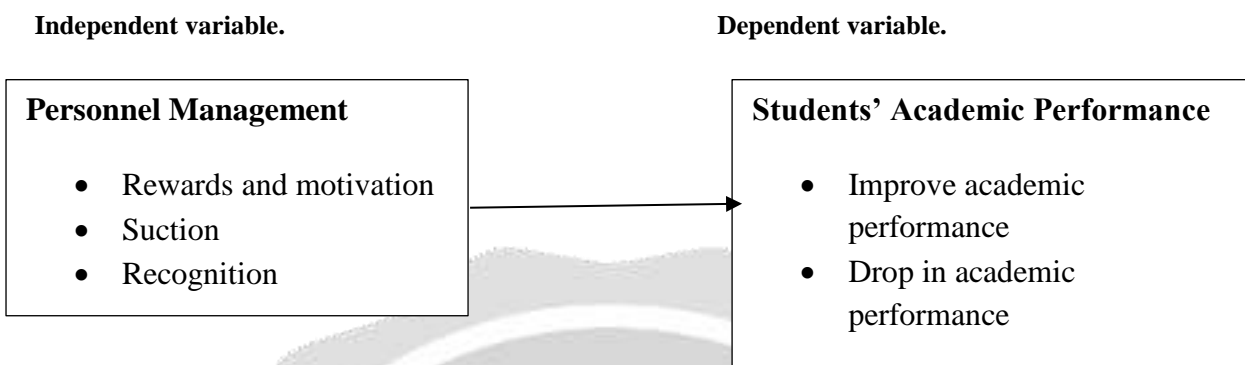 Independent variable.
Dependent variable.
Personnel Management
• Rewards and motivation
• Suction
• Recognition
Students’ Academic Performance
• Improve academic
performance
• Drop in academic
performance